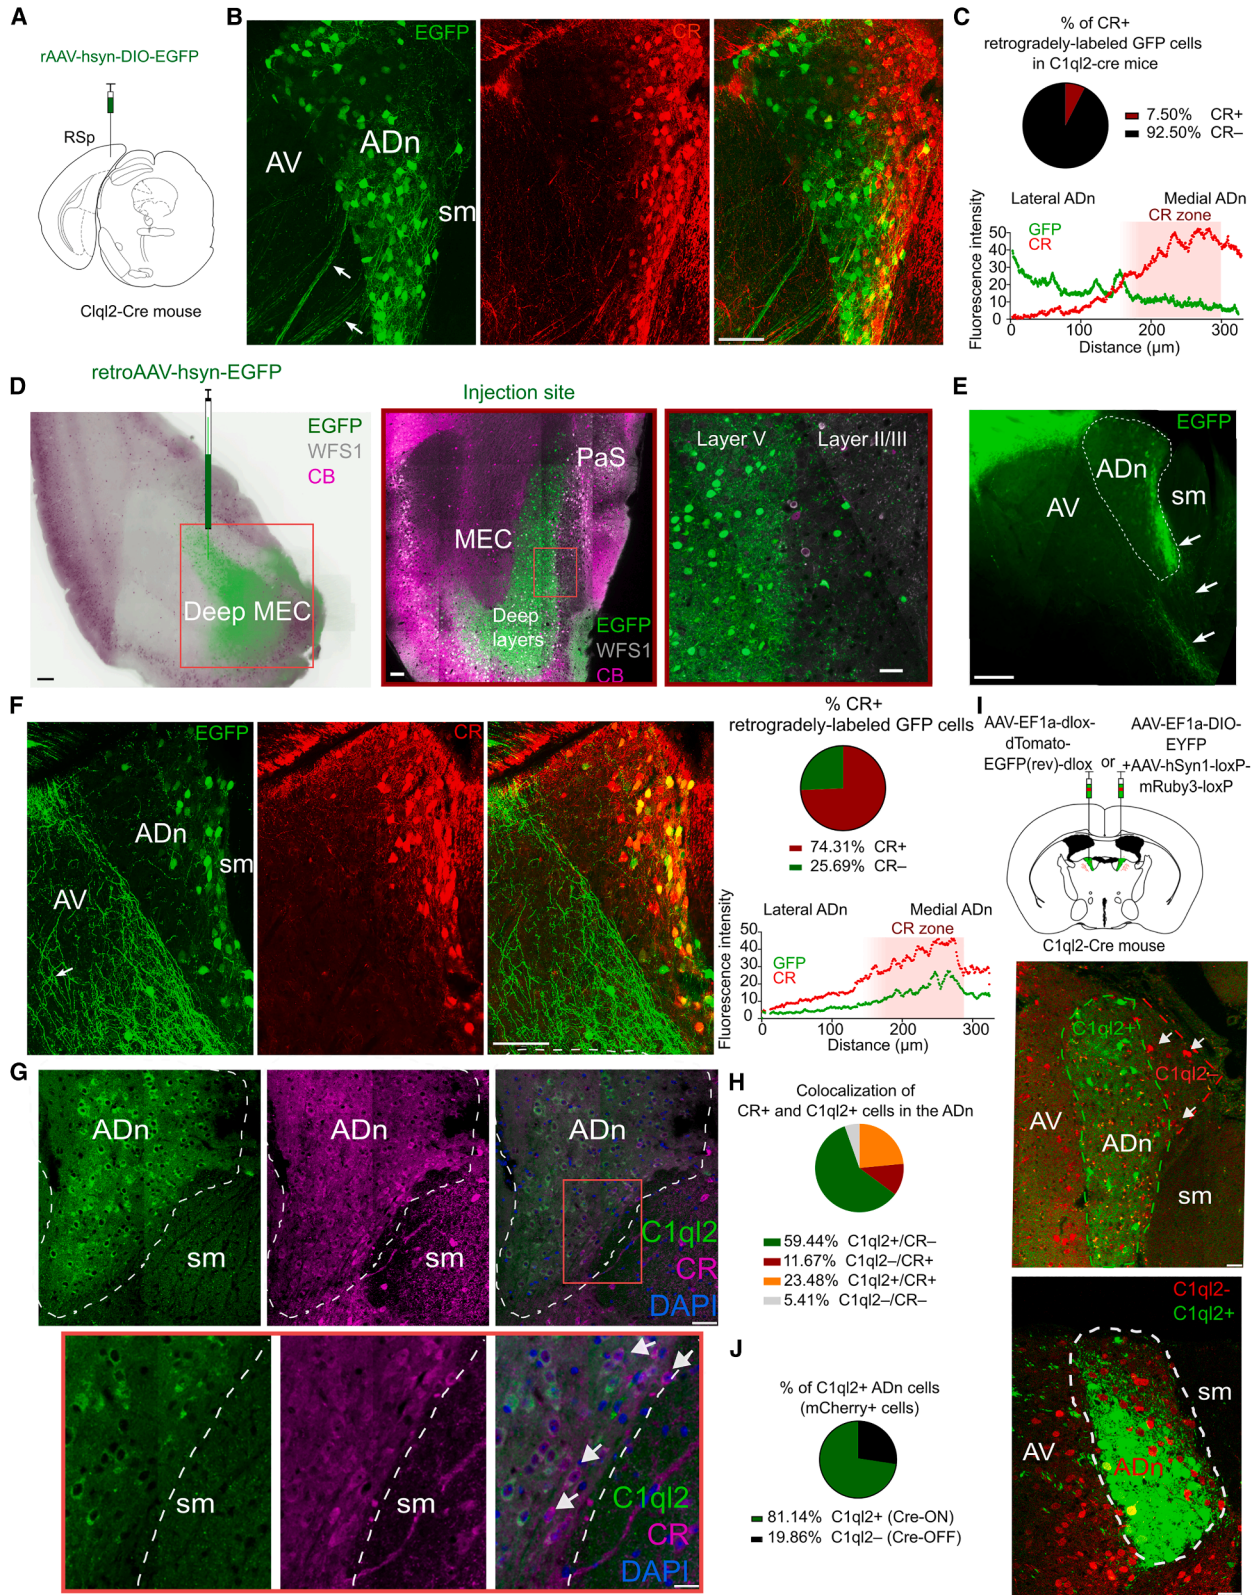 A
rAAV-hsyn-DIO-EGFP
RSp
Clql2-Cre mouse
B
EGFP
AV
ADn
sm
CR
C
% of CR+
retrogradely-labeled GFP cells
in C1ql2-cre mice
7.50% CR+
92.50% CR–
Lateral ADn
Medial ADn
CR zone
GFP
CR
Fluorescence intensity
50
40
30
20
10
0
0
100
200
300
Distance (µm)
D
retroAAV-hsyn-EGFP
EGFP
WFS1
CB
Deep MEC
Injection site
PaS
MEC
Deep
layers
EGFP
WFS1
CB
Layer V
Layer II/III
E
EGFP
ADn
AV
sm
F
EGFP
ADn
sm
AV
CR
% CR+
retrogradely-labeled GFP cells
74.31% CR+
25.69% CR–
Lateral ADn
Medial ADn
CR zone
GFP
CR
Fluorescence intensity
50
40
30
20
10
0
0
100
200
300
Distance (µm)
G
ADn
sm
ADn
sm
ADn
C1ql2
CR
DAPI
sm
sm
C1ql2
CR
DAPI
H
Colocalization of
CR+ and C1ql2+ cells in the ADn
59.44% C1ql2+/CR–
11.67% C1ql2–/CR+
23.48% C1ql2+/CR+
5.41% C1ql2–/CR–
I
AAV-EF1a-dlox-
dTomato-
EGFP(rev)-dlox
or
AAV-EF1a-DIO-
EYFP
+AAV-hSyn1-loxP-
mRuby3-loxP
C1ql2-Cre mouse
C1ql2+
C1ql2–
AV
ADn
sm
C1ql2-
C1ql2+
sm
AV
ADn
J
% of C1ql2+ ADn cells
(mCherry+ cells)
81.14% C1ql2+ (Cre-ON)
19.86% C1ql2– (Cre-OFF)